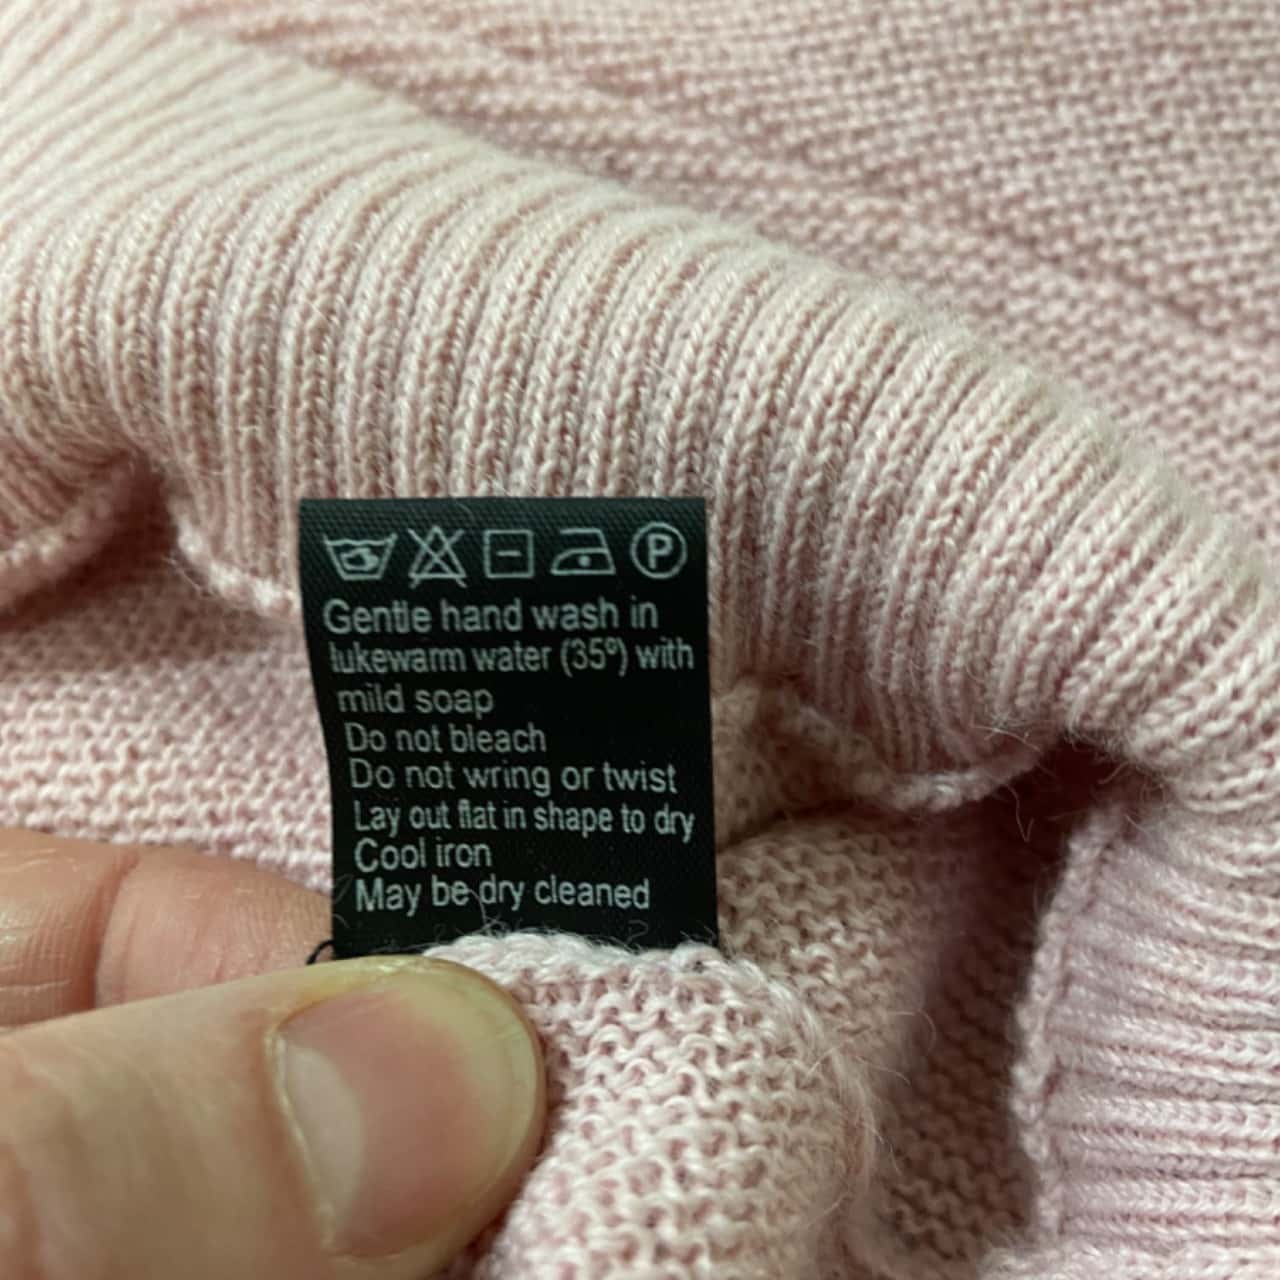 P
Gentle hand wash in
lukewarm water (35º) with
mild soap
Do not bleach
Do not wring or twist
Lay out flat in shape to dry
Cool iron
May be dry cleaned